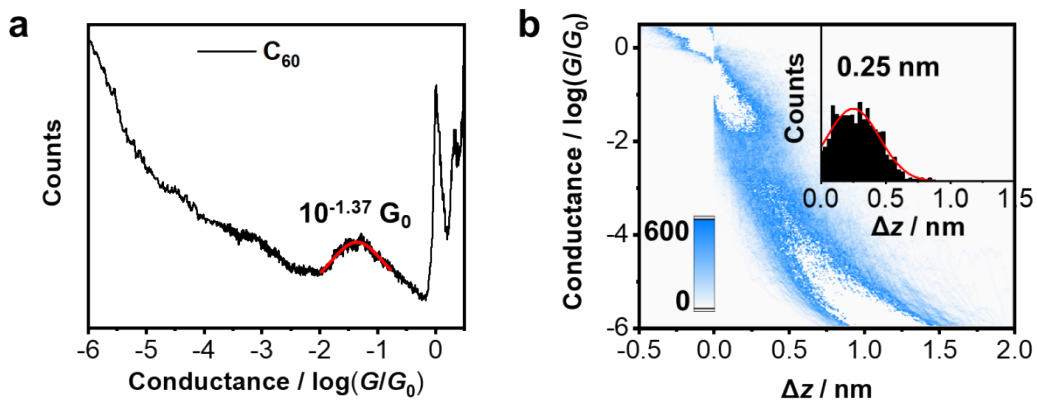 a
C60
Counts
10-1.37 G0
-6 -5 -4 -3 -2 -1 0
Conductance / log(G/G0)
b
Conductance / log(G/G0)
0
-2
-4
-6
600
0
Counts
0.25 nm
0.0 0.5 1.0 1 5
Δz / nm
-0.5 0.0 0.5 1.0 1.5 2.0
Δz / nm